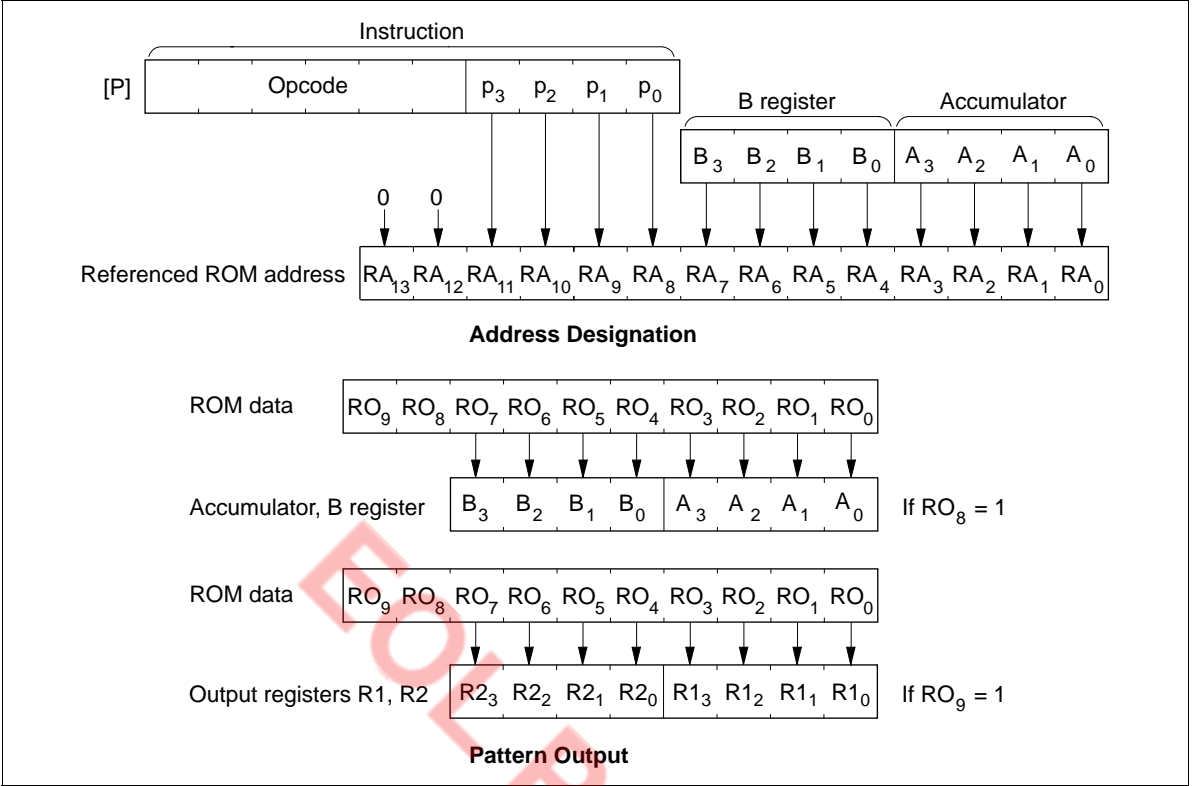 Instruction
[P] Opcode p3 p2 p1 p0
B register Accumulator
B3 B2 B1 B0 A3 A2 A1 A0
0 0
Referenced ROM address RA13 RA12 RA11 RA10 RA9 RA8 RA7 RA6 RA5 RA4 RA3 RA2 RA1 RA0
Address Designation
ROM data RO9 RO8 RO7 RO6 RO5 RO4 RO3 RO2 RO1 RO0
Accumulator, B register B3 B2 B1 B0 A3 A2 A1 A0 If RO8 = 1
ROM data RO9 RO8 RO7 RO6 RO5 RO4 RO3 RO2 RO1 RO0
Output registers R1, R2 R23 R22 R21 R20 R13 R12 R11 R10 If RO9 = 1
Pattern Output
EOL